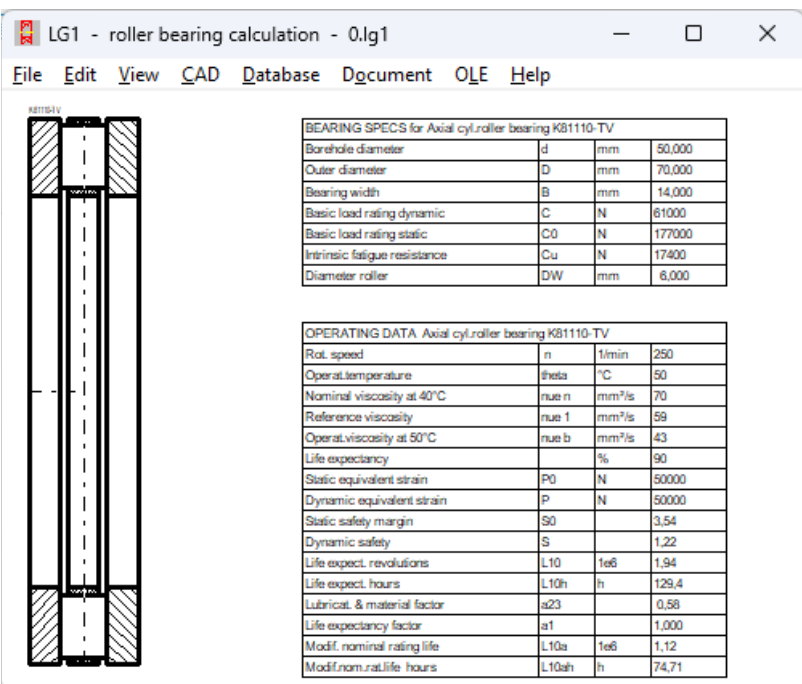 LG1 - roller bearing calculation - 0.lg1
File Edit View CAD Database Document OLE Help
K81110-TV
BEARING SPECS for Axial cyl.roller bearing K81110-TV
Borehole diameter d mm 50,000
Outer diameter D mm 70,000
Bearing width B mm 14,000
Basic load rating dynamic C N 61000
Basic load rating static C0 N 177000
Intrinsic fatigue resistance Cu N 17400
Diameter roller DW mm 6,000
OPERATING DATA Axial cyl.roller bearing K81110-TV
Rot. speed n 1/min 250
Operat.temperature theta °C 50
Nominal viscosity at 40°C nue n mm²/s 70
Reference viscosity nue 1 mm²/s 59
Operat.viscosity at 50°C nue b mm²/s 43
Life expectancy % 90
Static equivalent strain P0 N 50000
Dynamic equivalent strain P N 50000
Static safety margin S0 3,54
Dynamic safety S 1,22
Life expect. revolutions L10 1e6 1,94
Life expect. hours L10h h 129,4
Lubricat. & material factor a23 0,58
Life expectancy factor a1 1,000
Modif. nominal rating life L10a 1e6 1,12
Modif.nom.rat.life hours L10ah h 74,71